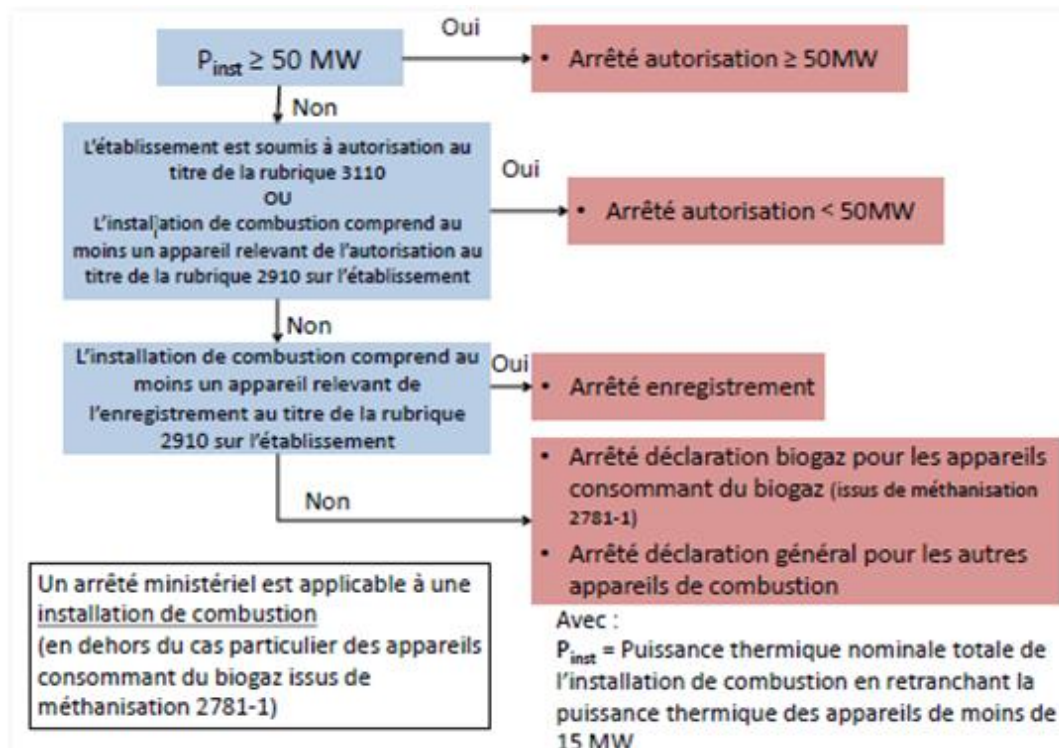 Oui
P_inst ≥ 50 MW
• Arrêté autorisation ≥ 50MW
Non
L'établissement est soumis à autorisation au
titre de la rubrique 3110
OU
L'installation de combustion comprend au
moins un appareil relevant de l'autorisation au
titre de la rubrique 2910 sur l'établissement
Oui
• Arrêté autorisation < 50MW
Non
L'installation de combustion comprend au
moins un appareil relevant de
l'enregistrement au titre de la rubrique
2910 sur l'établissement
Oui
• Arrêté enregistrement
Non
• Arrêté déclaration biogaz pour les appareils
consommant du biogaz (issus de méthanisation
2781-1)
• Arrêté déclaration général pour les autres
appareils de combustion
Un arrêté ministériel est applicable à une
installation de combustion
(en dehors du cas particulier des appareils
consommant du biogaz issus de
méthanisation 2781-1)
Avec :
P_inst = Puissance thermique nominale totale de
l'installation de combustion en retranchant la
puissance thermique des appareils de moins de
15 MW